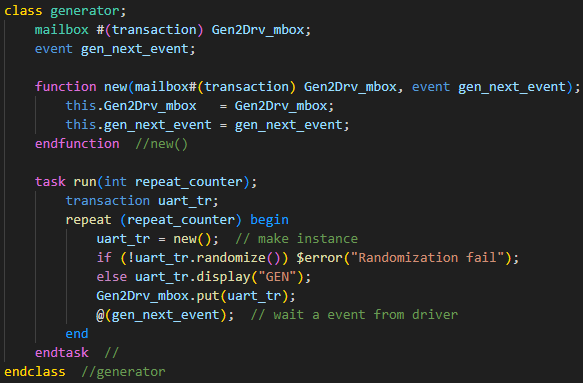 class generator;
    mailbox #(transaction) Gen2Drv_mbox;
    event gen_next_event;

    function new(mailbox#(transaction) Gen2Drv_mbox, event gen_next_event);
        this.Gen2Drv_mbox   = Gen2Drv_mbox;
        this.gen_next_event = gen_next_event;
    endfunction  //new()

    task run(int repeat_counter);
        transaction uart_tr;
        repeat (repeat_counter) begin
            uart_tr = new();  // make instance
            if (!uart_tr.randomize()) $error("Randomization fail");
            else uart_tr.display("GEN");
            Gen2Drv_mbox.put(uart_tr);
            @(gen_next_event);  // wait a event from driver
        end
    endtask  //
endclass  //generator